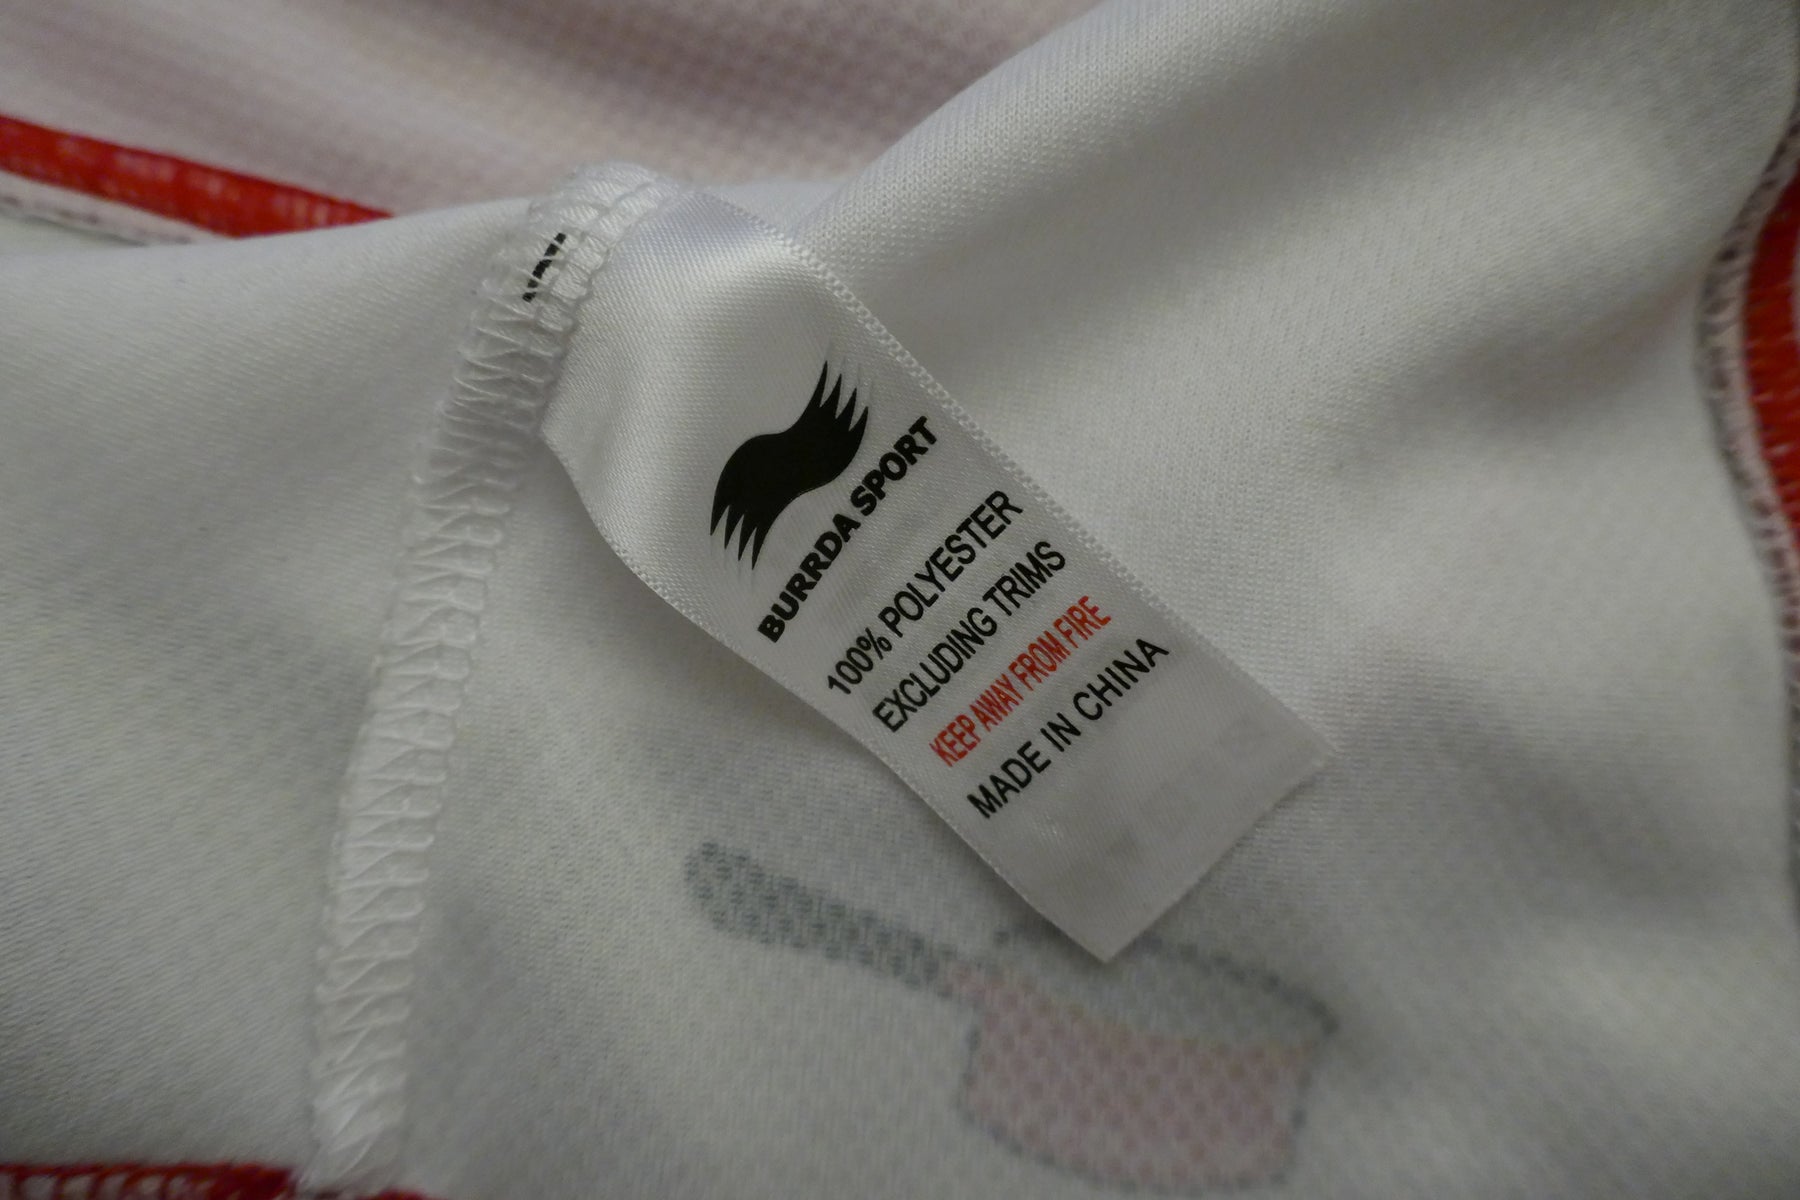 BURRDA SPORT
100% POLYESTER
EXCLUDING TRIMS
KEEP AWAY FROM FIRE
MADE IN CHINA